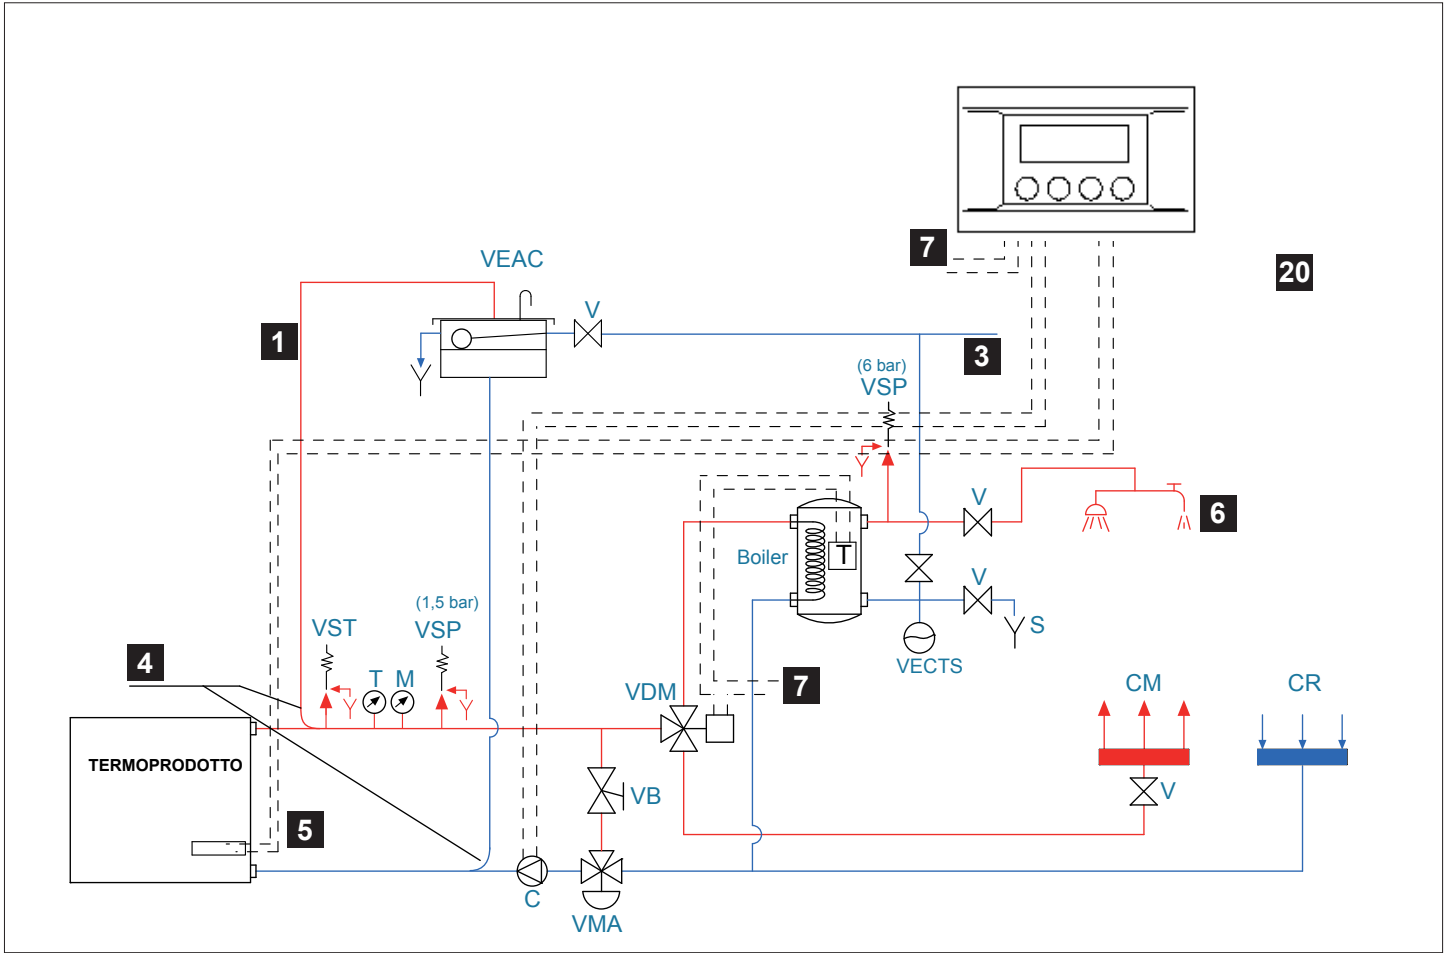 7
20
VEAC
V
1
3
(6 bar)
VSP
V
6
Boiler
T
V
(1,5 bar)
VST
VSP
S
4
VECTS
T
M
7
VDM
CM
CR
TERMOPRODOTTO
VB
V
5
C
VMA